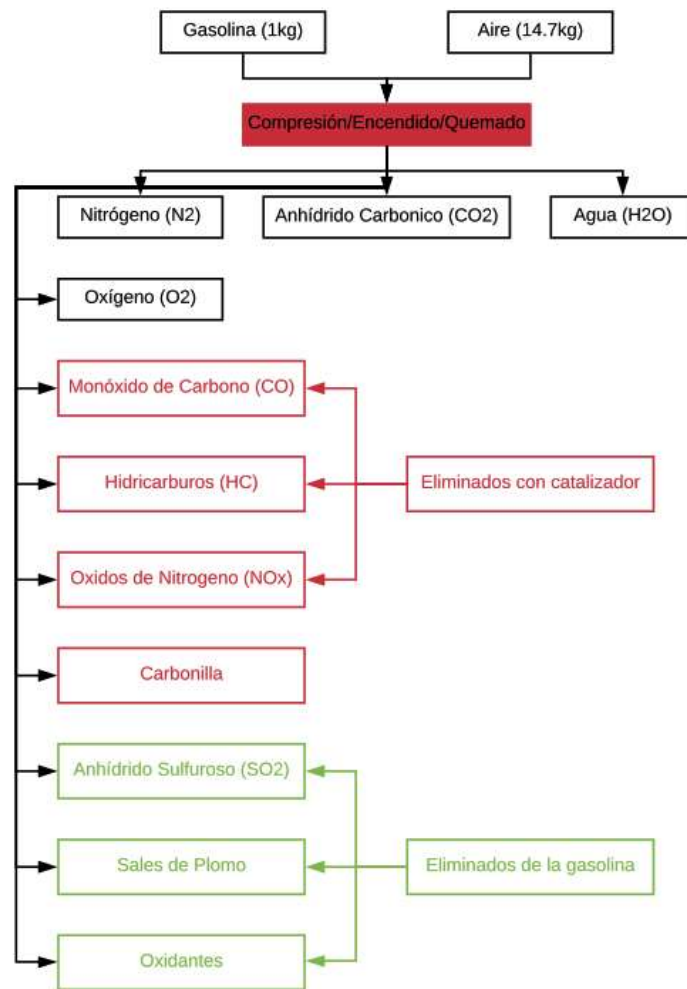 Gasolina (1kg)
Aire (14.7kg)
Compresión/Encendido/Quemado
Nitrógeno (N2)
Anhídrido Carbonico (CO2)
Agua (H2O)
Oxígeno (O2)
Monóxido de Carbono (CO)
Hidricarburos (HC)
Eliminados con catalizador
Oxidos de Nitrogeno (NOx)
Carbonilla
Anhídrido Sulfuroso (SO2)
Sales de Plomo
Eliminados de la gasolina
Oxidantes